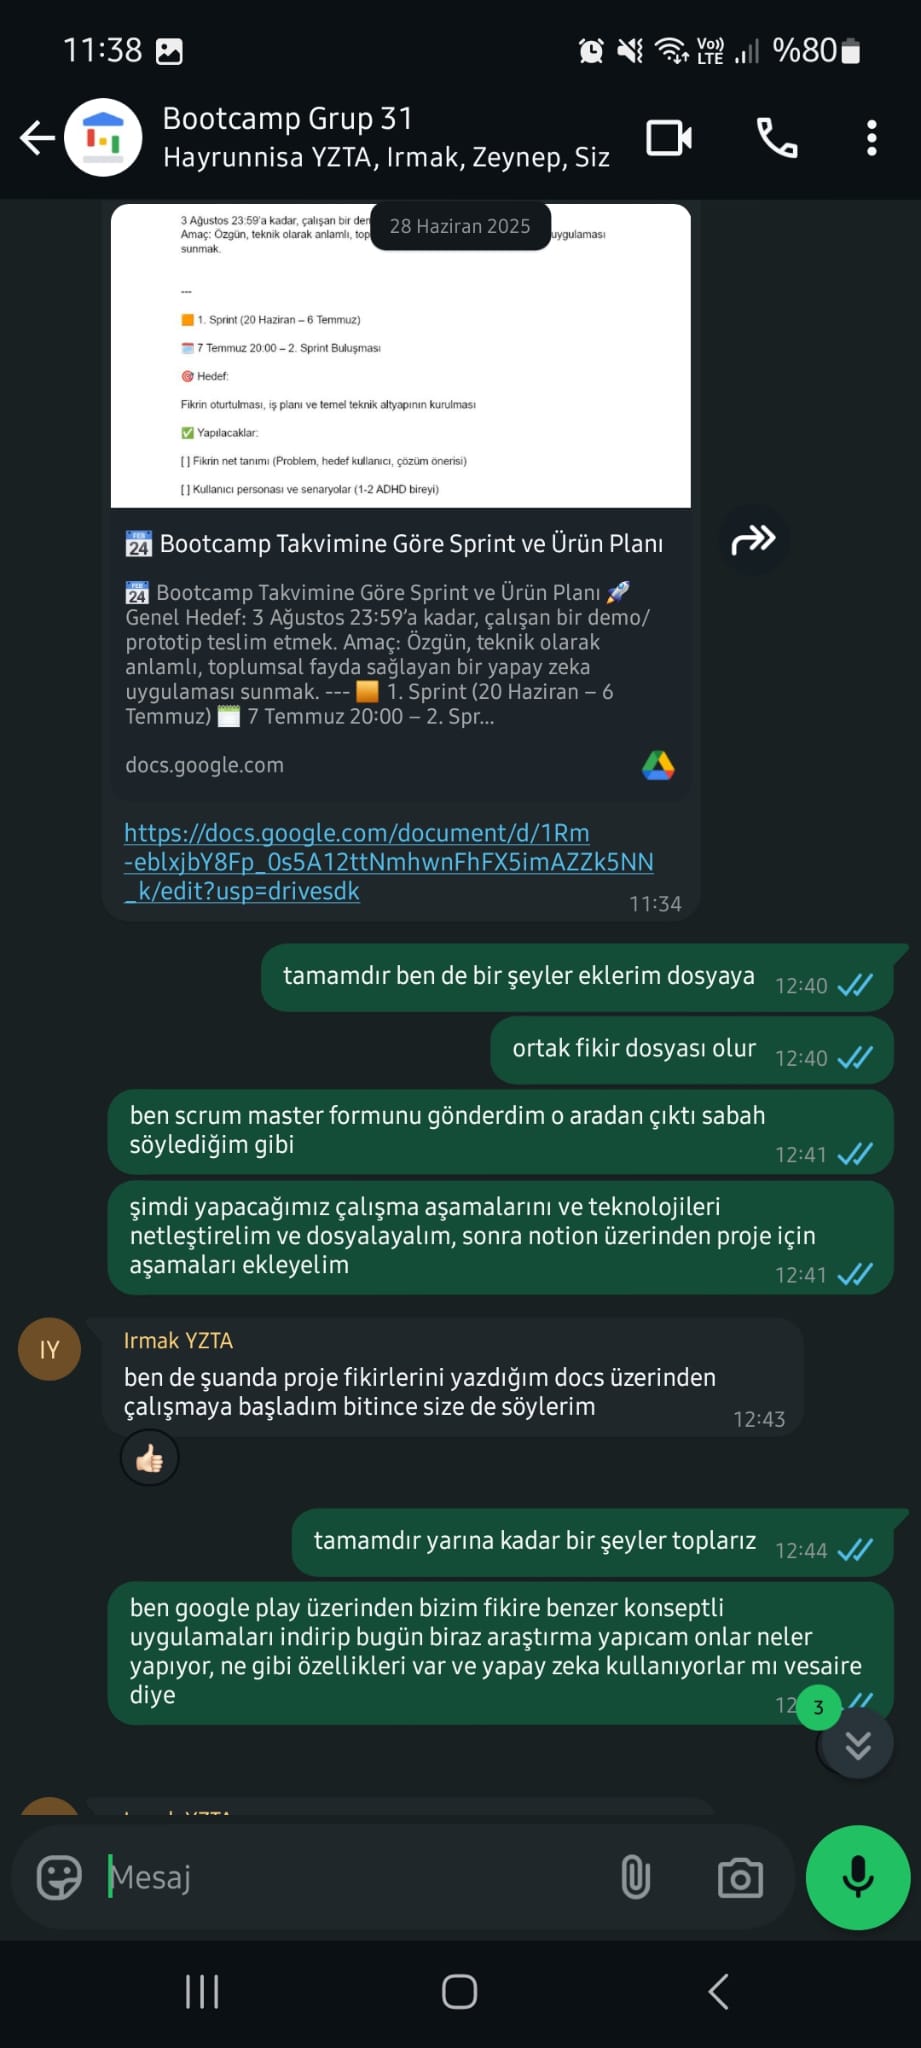 11:38
Vo))
LTE
%80
Bootcamp Grup 31
Hayrunnisa YZTA, Irmak, Zeynep, Siz
28 Haziran 2025
3 Ağustos 23:59'a kadar, çalışan bir
Amaç: Özgün, teknik olarak anlamlı, uygulaması
sunmak.
---
1. Sprint (20 Haziran – 6 Temmuz)
7 Temmuz 20:00 – 2. Sprint Buluşması
Hedef:
Fikrin oturtulması, iş planı ve temel teknik altyapının kurulması
Yapılacaklar:
[ ] Fikrin net tanımı (Problem, hedef kullanıcı, çözüm önerisi)
[ ] Kullanıcı personası ve senaryolar (1-2 ADHD bireyi)
📅 Bootcamp Takvimine Göre Sprint ve Ürün Planı
📅 Bootcamp Takvimine Göre Sprint ve Ürün Planı 🚀
Genel Hedef: 3 Ağustos 23:59’a kadar, çalışan bir demo/
prototip teslim etmek. Amaç: Özgün, teknik olarak
anlamlı, toplumsal fayda sağlayan bir yapay zeka
uygulaması sunmak. --- 🟧 1. Sprint (20 Haziran – 6
Temmuz) 🗓 7 Temmuz 20:00 – 2. Spr...
docs.google.com
https://docs.google.com/document/d/1Rm
-eblxjbY8Fp_0s5A12ttNmhwnFhFX5imAZZk5NN
_k/edit?usp=drivesdk
11:34
tamamdır ben de bir şeyler eklerim dosyaya 12:40
ortak fikir dosyası olur 12:40
ben scrum master formunu gönderdim o aradan çıktı sabah
söylediğim gibi
12:41
şimdi yapacağımız çalışma aşamalarını ve teknolojileri
netleştirelim ve dosyalayalım, sonra notion üzerinden proje için
aşamaları ekleyelim
12:41
IY
Irmak YZTA
ben de şuanda proje fikirlerini yazdığım docs üzerinden
çalışmaya başladım bitince size de söylerim
12:43
tamamdır yarına kadar bir şeyler toplarız 12:44
ben google play üzerinden bizim fikire benzer konseptli
uygulamaları indirip bugün biraz araştırma yapıcam onlar neler
yapıyor, ne gibi özellikleri var ve yapay zeka kullanıyorlar mı vesaire
diye
3
Mesaj